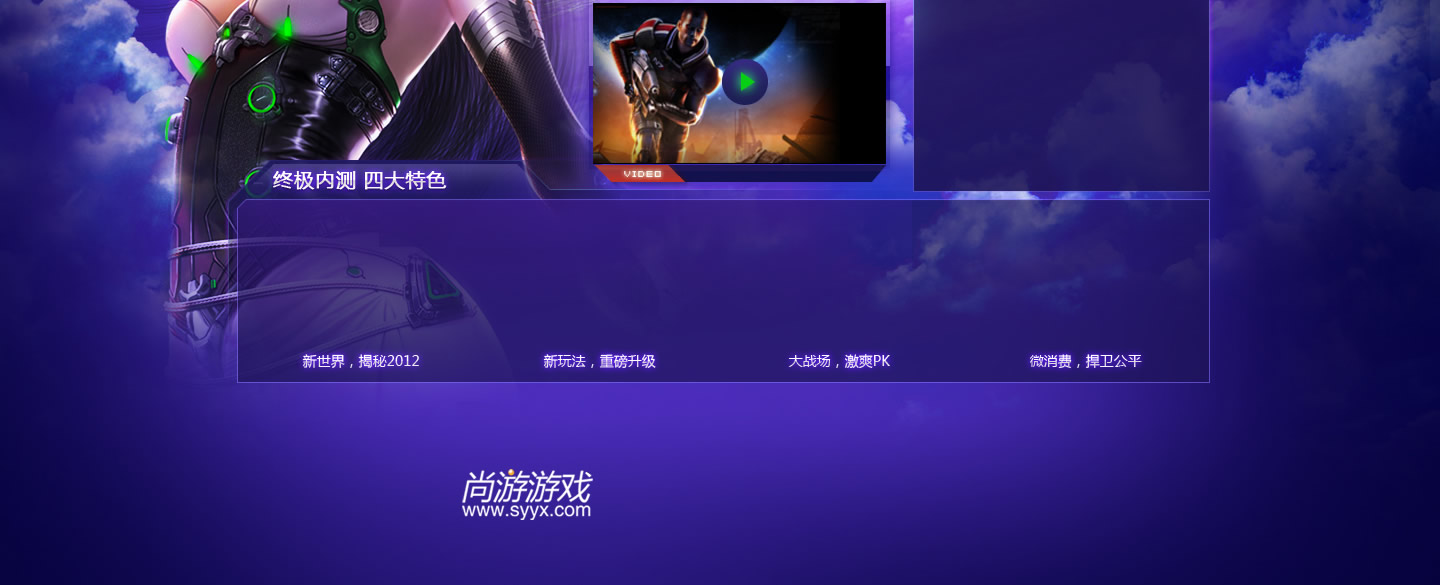 VIDEO
终极内测 四大特色
新世界，揭秘2012
新玩法，重磅升级
大战场，激爽PK
微消费，捍卫公平
尚游游戏
www.syyx.com